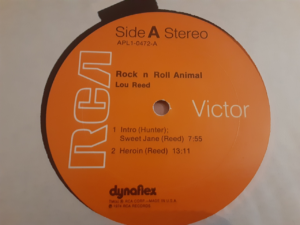 Side A Stereo
APL1-0472-A
Rock n Roll Animal
Lou Reed
RCA
Victor
1 Intro (Hunter):
Sweet Jane (Reed) 7:55
2 Heroin (Reed) 13:11
dynaflex